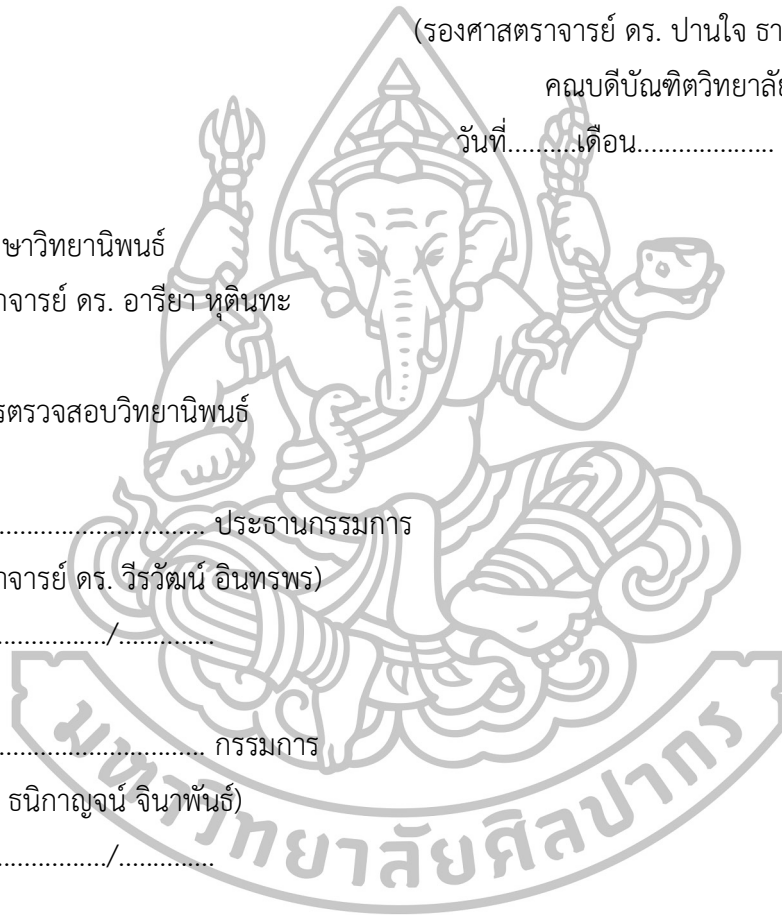 (รองศาสตราจารย์ ดร. ปานใจ ธา
คณบดีบัณฑิตวิทยาลัย
วันที่..........เดือน....................
ษาวิทยานิพนธ์
าจารย์ ดร. อารียา หุตินทะ
รตรวจสอบวิทยานิพนธ์
................................ ประธานกรรมการ
าจารย์ ดร. วีรวัฒน์ อินทรพร)
................/..............
................................ กรรมการ
ธนิกาญจน์ จินาพันธ์)
................/..............
มหาวิทยาลัยศิลปากร